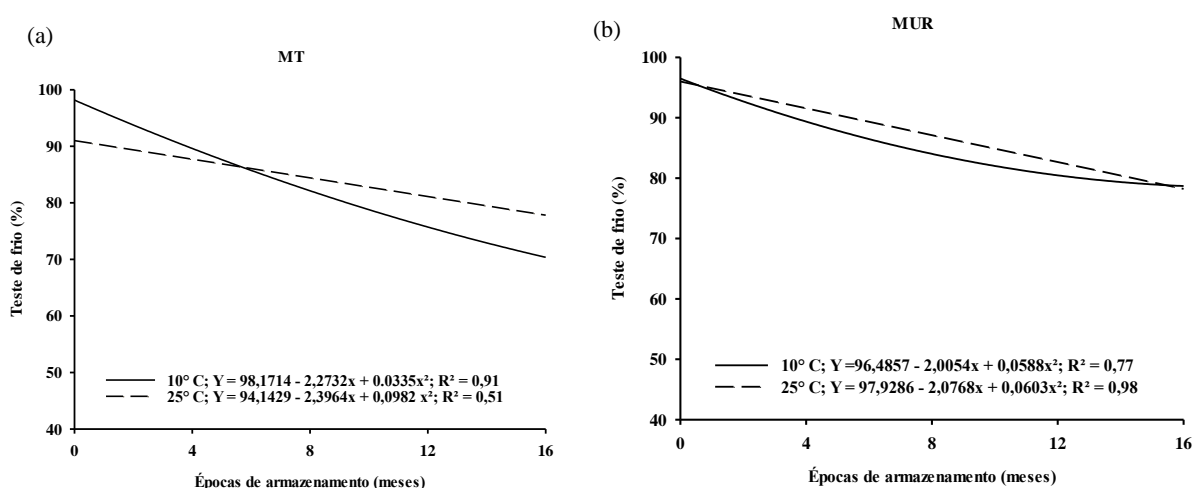 (a)
MT
Teste de frio (%)
100
90
80
70
60
50
40
10° C; Y = 98,1714 - 2,2732x + 0.0335x²; R² = 0,91
25° C; Y = 94,1429 - 2,3964x + 0,0982 x²; R² = 0,51
0 4 8 12 16
Épocas de armazenamento (meses)
(b)
MUR
Teste de frio (%)
100
90
80
70
60
50
40
10° C; Y =96,4857 - 2,0054x + 0,0588x²; R² = 0,77
25° C; Y = 97,9286 - 2,0768x + 0,0603x²; R² = 0,98
0 4 8 12 16
Épocas de armazenamento (meses)